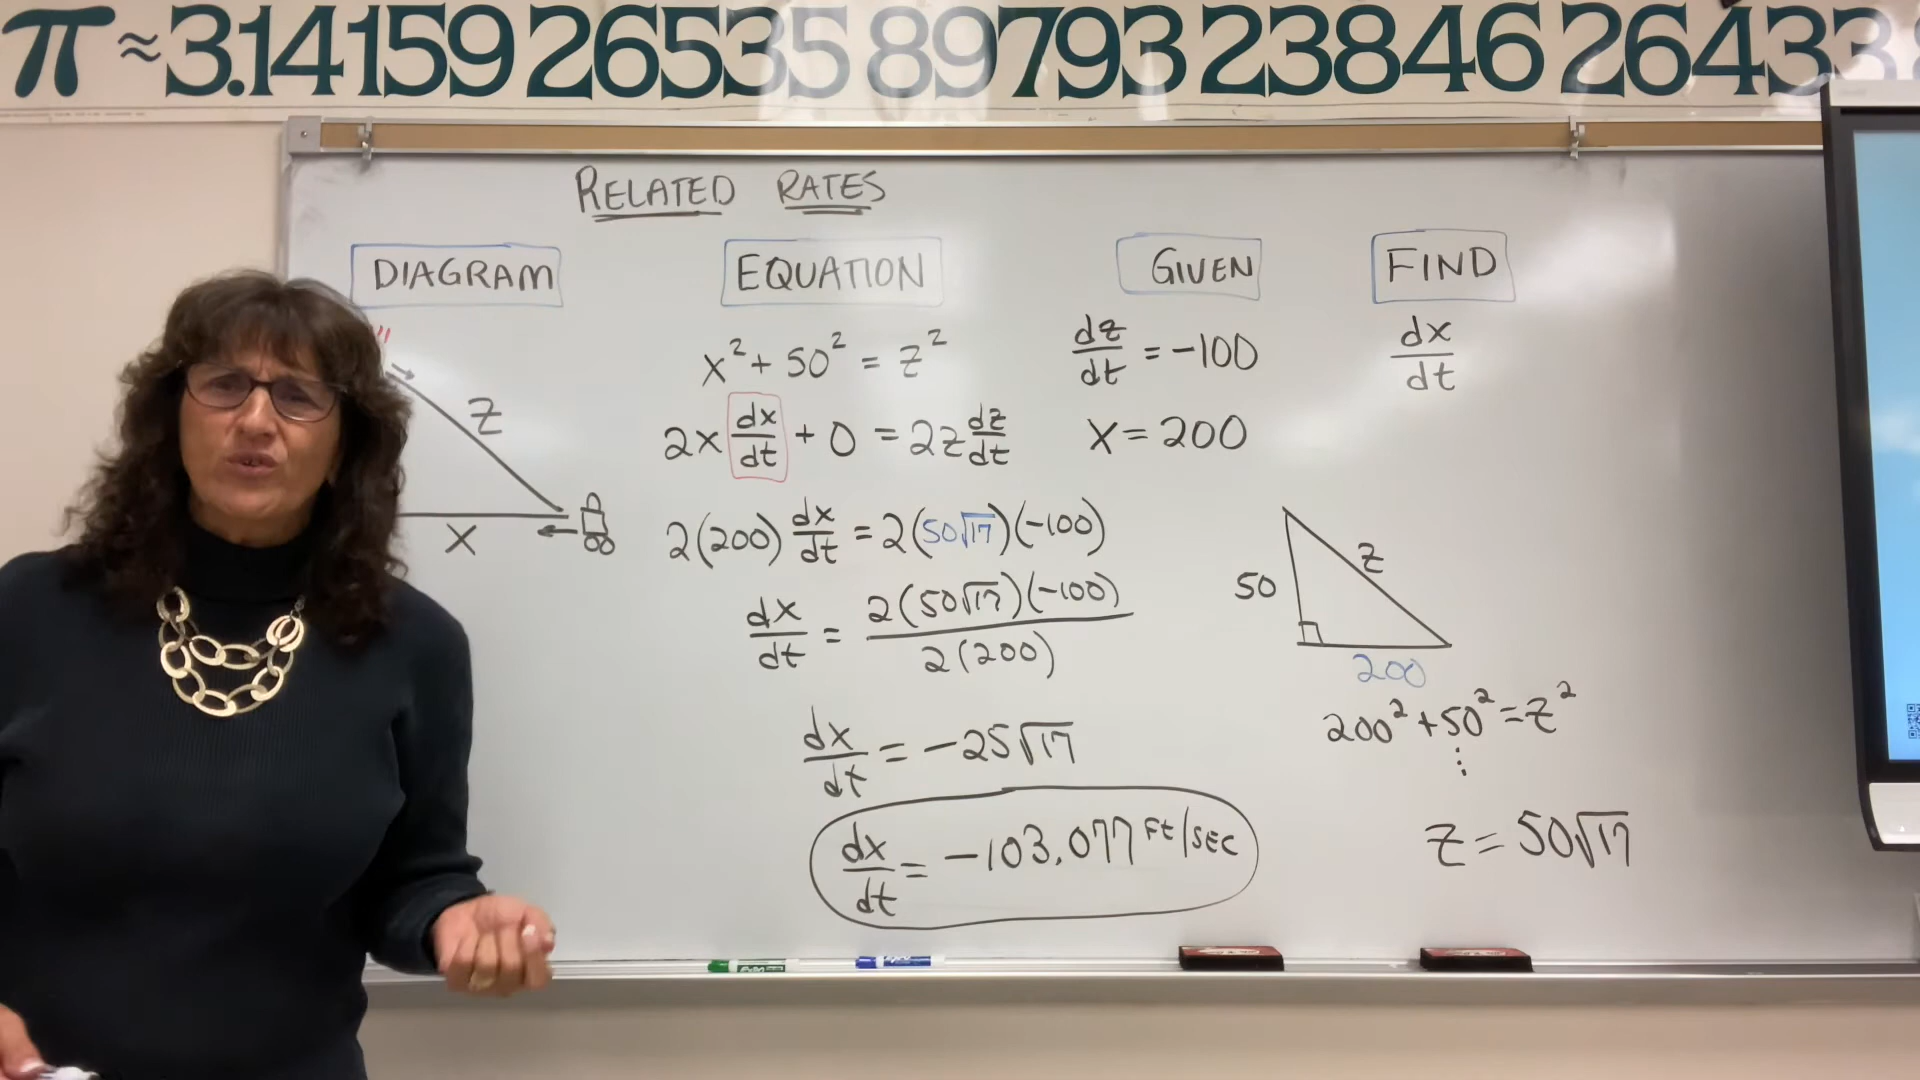 π ≈ 3.14159 26535 89793 23846 26433
RELATED RATES
DIAGRAM
EQUATION
GIVEN
FIND
z
x
x² + 50² = z²
2x dx/dt + 0 = 2z dz/dt
2(200) dx/dt = 2(50√17)(-100)
dx/dt = 2(50√17)(-100) / 2(200)
dx/dt = -25√17
dx/dt = -103.077 Ft/SEC
dz/dt = -100
x = 200
dx/dt
50
z
200
200² + 50² = z²
⋮
z = 50√17